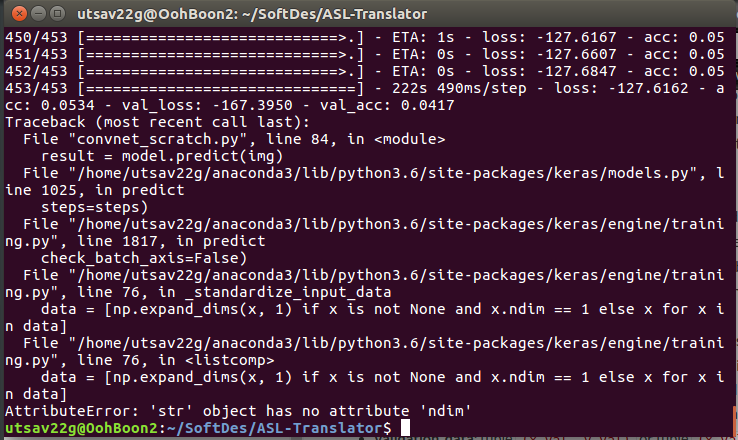 utsav22g@OohBoon2: ~/SoftDes/ASL-Translator
450/453 [============================>.] - ETA: 1s - loss: -127.6167 - acc: 0.05
451/453 [============================>.] - ETA: 0s - loss: -127.6607 - acc: 0.05
452/453 [============================>.] - ETA: 0s - loss: -127.6847 - acc: 0.05
453/453 [==============================] - 222s 490ms/step - loss: -127.6162 - a
cc: 0.0534 - val_loss: -167.3950 - val_acc: 0.0417
Traceback (most recent call last):
  File "convnet_scratch.py", line 84, in <module>
    result = model.predict(img)
  File "/home/utsav22g/anaconda3/lib/python3.6/site-packages/keras/models.py", l
ine 1025, in predict
    steps=steps)
  File "/home/utsav22g/anaconda3/lib/python3.6/site-packages/keras/engine/traini
ng.py", line 1817, in predict
    check_batch_axis=False)
  File "/home/utsav22g/anaconda3/lib/python3.6/site-packages/keras/engine/traini
ng.py", line 76, in _standardize_input_data
    data = [np.expand_dims(x, 1) if x is not None and x.ndim == 1 else x for x i
n data]
  File "/home/utsav22g/anaconda3/lib/python3.6/site-packages/keras/engine/traini
ng.py", line 76, in <listcomp>
    data = [np.expand_dims(x, 1) if x is not None and x.ndim == 1 else x for x i
n data]
AttributeError: 'str' object has no attribute 'ndim'
utsav22g@OohBoon2:~/SoftDes/ASL-Translator$